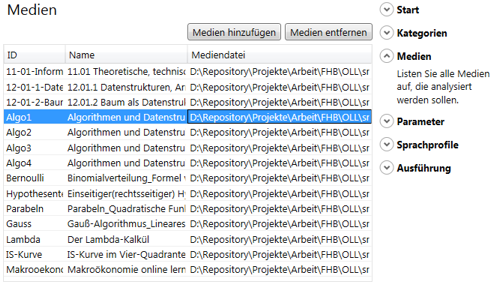 Medien
Medien hinzufügen Medien entfernen
ID Name Mediendatei
11-01-Inform 11.01 Theoretische, technisc D:\Repository\Projekte\Arbeit\FHB\OLL\sr
12-01-1-Date 12.01.1 Datenstrukturen, Ar D:\Repository\Projekte\Arbeit\FHB\OLL\sr
12-01-2-Baur 12.01.2 Baum als Datenstruk D:\Repository\Projekte\Arbeit\FHB\OLL\sr
Algo1 Algorithmen und Datenstru D:\Repository\Projekte\Arbeit\FHB\OLL\sr
Algo2 Algorithmen und Datenstru D:\Repository\Projekte\Arbeit\FHB\OLL\sr
Algo3 Algorithmen und Datenstru D:\Repository\Projekte\Arbeit\FHB\OLL\sr
Algo4 Algorithmen und Datenstru D:\Repository\Projekte\Arbeit\FHB\OLL\sr
Bernoulli Binomialverteilung_Formel v D:\Repository\Projekte\Arbeit\FHB\OLL\sr
Hypothesente Einseitiger(rechtsseitiger) Hy D:\Repository\Projekte\Arbeit\FHB\OLL\sr
Parabeln Parabeln_Quadratische Funl D:\Repository\Projekte\Arbeit\FHB\OLL\sr
Gauss Gauß-Algorithmus_Lineares D:\Repository\Projekte\Arbeit\FHB\OLL\sr
Lambda Der Lambda-Kalkül D:\Repository\Projekte\Arbeit\FHB\OLL\sr
IS-Kurve IS-Kurve im Vier-Quadrante D:\Repository\Projekte\Arbeit\FHB\OLL\sr
Makrooekono Makroökonomie online lern D:\Repository\Projekte\Arbeit\FHB\OLL\sr
Start
Kategorien
Medien
Listen Sie alle Medien
auf, die analysiert
werden sollen.
Parameter
Sprachprofile
Ausführung